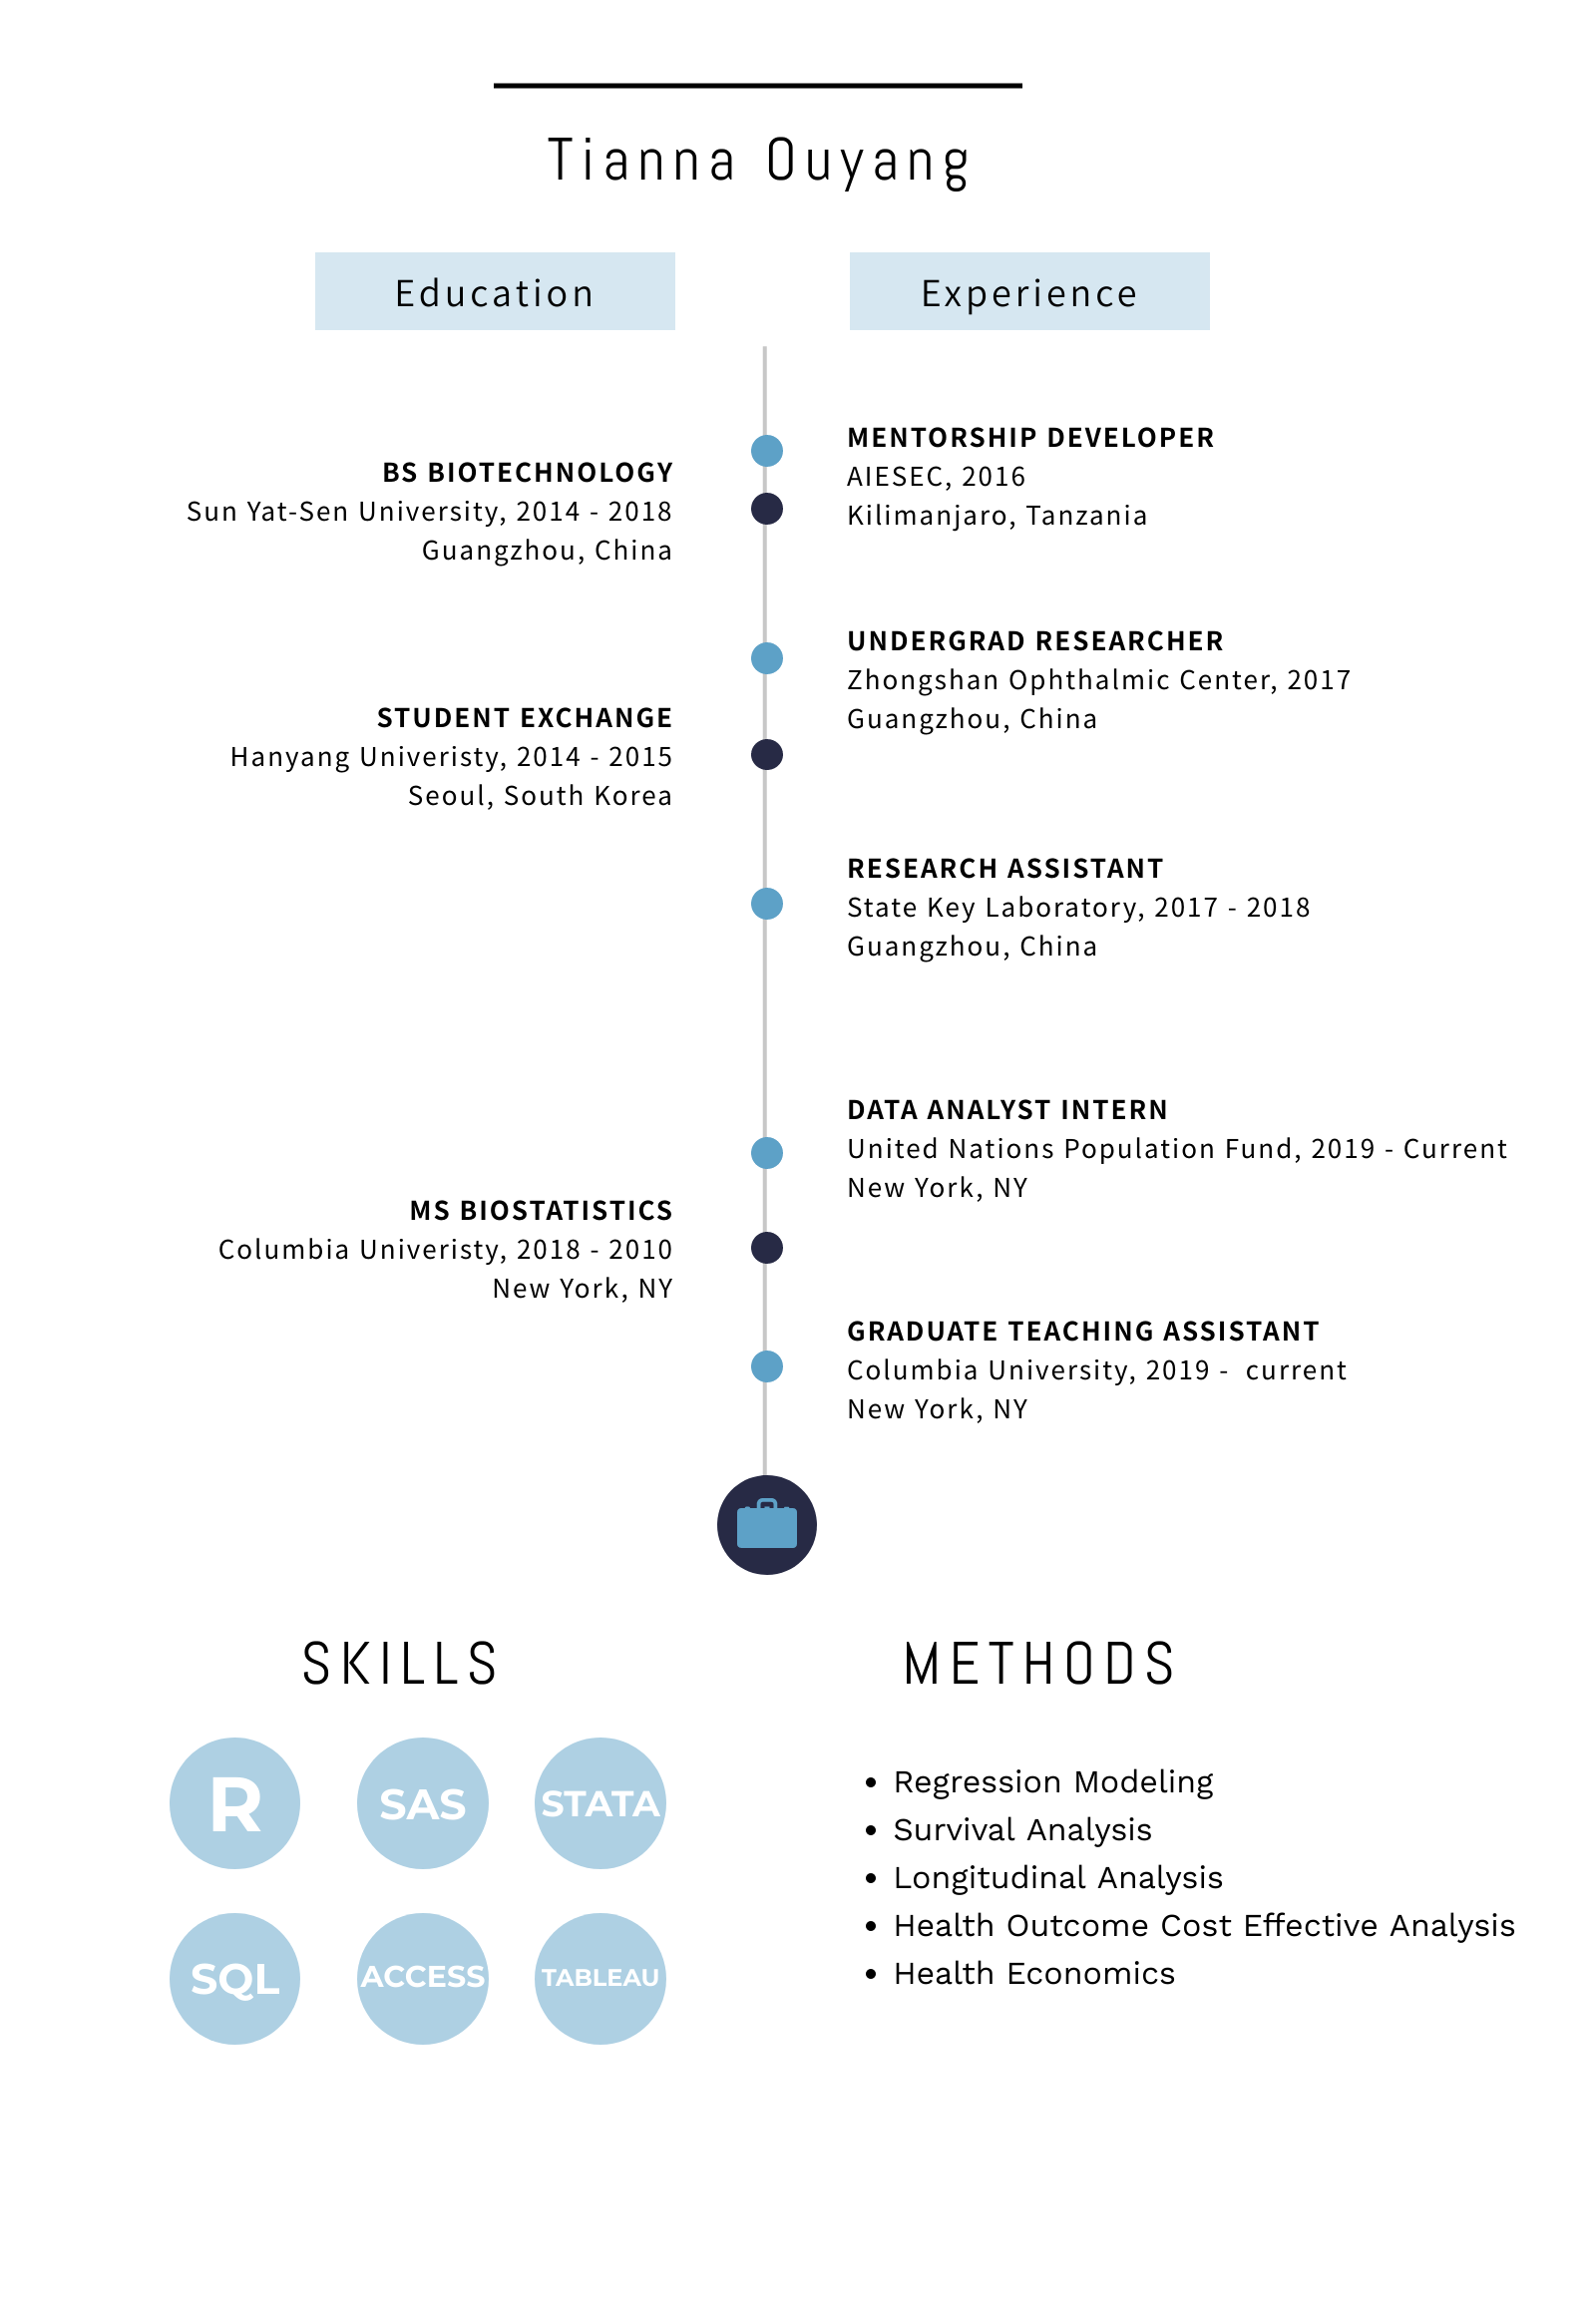 Tianna Ouyang
Education
Experience
BS BIOTECHNOLOGY
Sun Yat-Sen University, 2014 - 2018
Guangzhou, China
STUDENT EXCHANGE
Hanyang Univeristy, 2014 - 2015
Seoul, South Korea
MS BIOSTATISTICS
Columbia Univeristy, 2018 - 2010
New York, NY
MENTORSHIP DEVELOPER
AIESEC, 2016
Kilimanjaro, Tanzania
UNDERGRAD RESEARCHER
Zhongshan Ophthalmic Center, 2017
Guangzhou, China
RESEARCH ASSISTANT
State Key Laboratory, 2017 - 2018
Guangzhou, China
DATA ANALYST INTERN
United Nations Population Fund, 2019 - Current
New York, NY
GRADUATE TEACHING ASSISTANT
Columbia University, 2019 -  current
New York, NY
SKILLS
R
SAS
STATA
SQL
ACCESS
TABLEAU
METHODS
• Regression Modeling
• Survival Analysis
• Longitudinal Analysis
• Health Outcome Cost Effective Analysis
• Health Economics